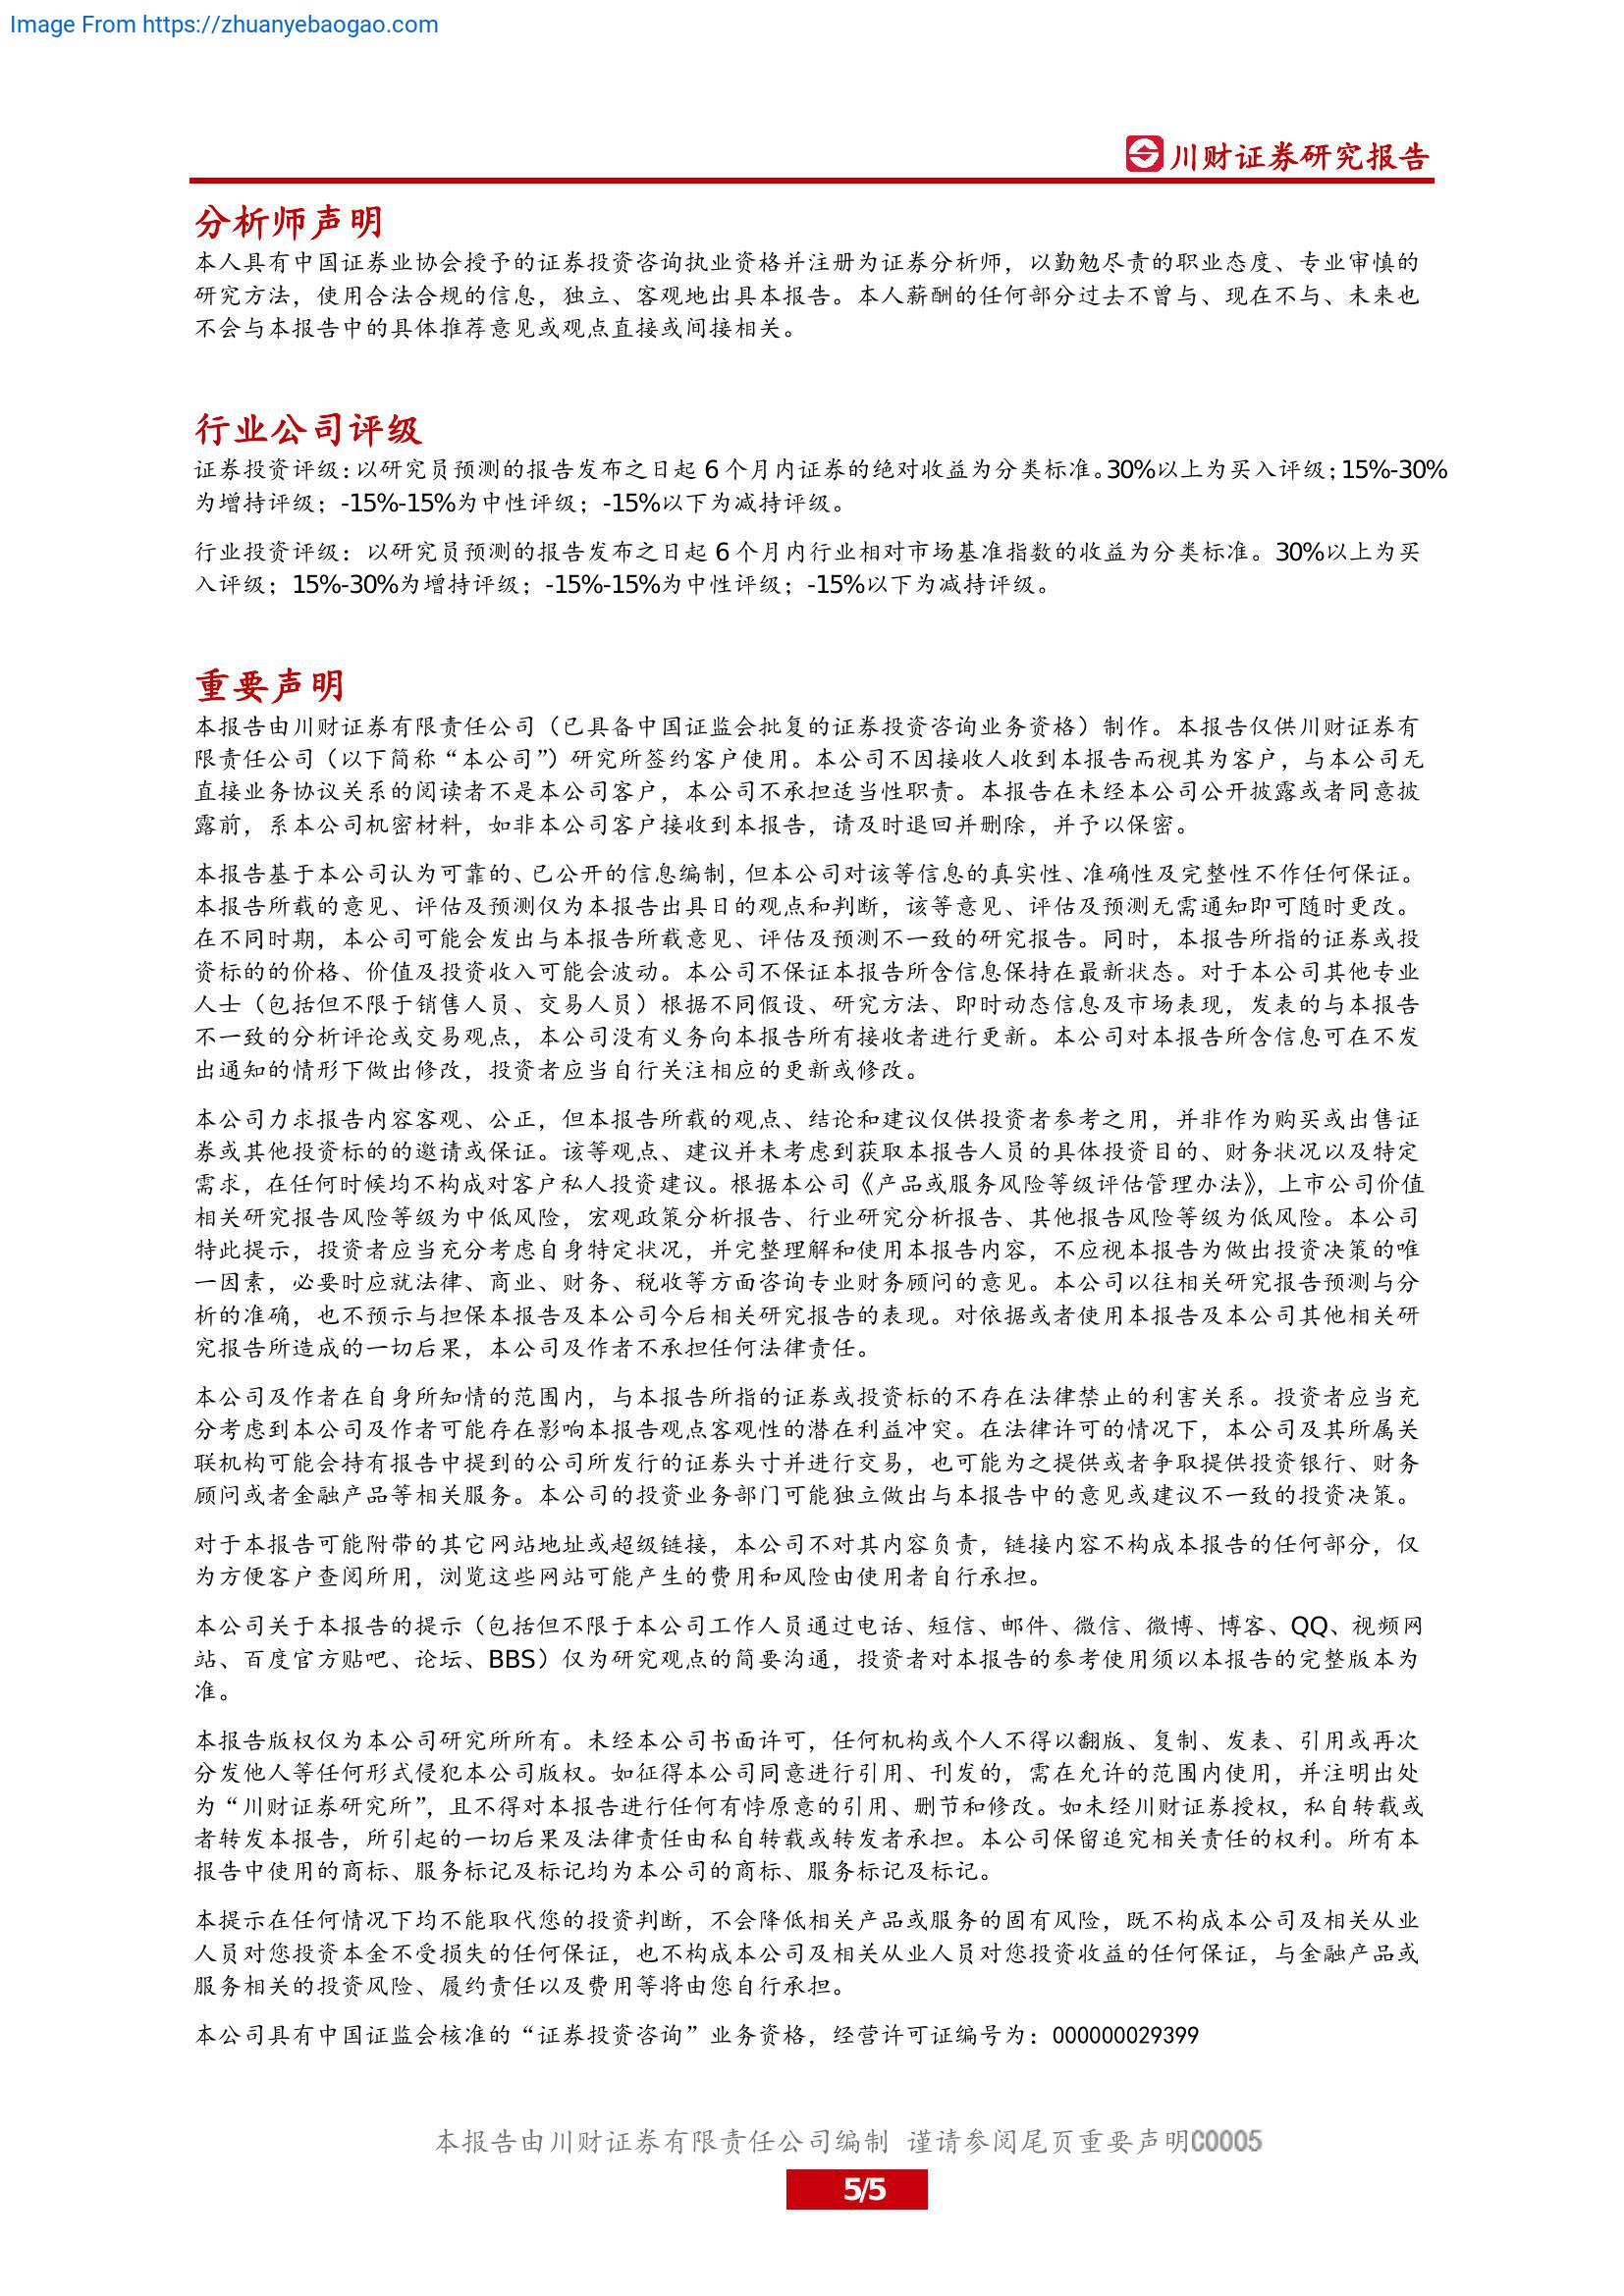 Image From https://zhuanyebaogao.com
川财证券研究报告
分析师声明
本人具有中国证券业协会授予的证券投资咨询执业资格并注册为证券分析师，以勤勉尽责的职业态度、专业审慎的
研究方法，使用合法合规的信息，独立、客观地出具本报告。本人薪酬的任何部分过去不曾与、现在不与、未来也
不会与本报告中的具体推荐意见或观点直接或间接相关。
行业公司评级
证券投资评级：以研究员预测的报告发布之日起 6 个月内证券的绝对收益为分类标准。30%以上为买入评级；15%-30%
为增持评级；-15%-15%为中性评级；-15%以下为减持评级。
行业投资评级：以研究员预测的报告发布之日起 6 个月内行业相对市场基准指数的收益为分类标准。30%以上为买
入评级；15%-30%为增持评级；-15%-15%为中性评级；-15%以下为减持评级。
重要声明
本报告由川财证券有限责任公司（已具备中国证监会批复的证券投资咨询业务资格）制作。本报告仅供川财证券有
限责任公司（以下简称“本公司”）研究所签约客户使用。本公司不因接收人收到本报告而视其为客户，与本公司无
直接业务协议关系的阅读者不是本公司客户，本公司不承担适当性职责。本报告在未经本公司公开披露或者同意披
露前，系本公司机密材料，如非本公司客户接收到本报告，请及时退回并删除，并予以保密。
本报告基于本公司认为可靠的、已公开的信息编制，但本公司对该等信息的真实性、准确性及完整性不作任何保证。
本报告所载的意见、评估及预测仅为本报告出具日的观点和判断，该等意见、评估及预测无需通知即可随时更改。
在不同时期，本公司可能会发出与本报告所载意见、评估及预测不一致的研究报告。同时，本报告所指的证券或投
资标的的价格、价值及投资收入可能会波动。本公司不保证本报告所含信息保持在最新状态。对于本公司其他专业
人士（包括但不限于销售人员、交易人员）根据不同假设、研究方法、即时动态信息及市场表现，发表的与本报告
不一致的分析评论或交易观点，本公司没有义务向本报告所有接收者进行更新。本公司对本报告所含信息可在不发
出通知的情形下做出修改，投资者应当自行关注相应的更新或修改。
本公司力求报告内容客观、公正，但本报告所载的观点、结论和建议仅供投资者参考之用，并非作为购买或出售证
券或其他投资标的的邀请或保证。该等观点、建议并未考虑到获取本报告人员的具体投资目的、财务状况以及特定
需求，在任何时候均不构成对客户私人投资建议。根据本公司《产品或服务风险等级评估管理办法》，上市公司价值
相关研究报告风险等级为中低风险，宏观政策分析报告、行业研究分析报告、其他报告风险等级为低风险。本公司
特此提示，投资者应当充分考虑自身特定状况，并完整理解和使用本报告内容，不应视本报告为做出投资决策的唯
一因素，必要时应就法律、商业、财务、税收等方面咨询专业财务顾问的意见。本公司以往相关研究报告预测与分
析的准确，也不预示与担保本报告及本公司今后相关研究报告的表现。对依据或者使用本报告及本公司其他相关研
究报告所造成的一切后果，本公司及作者不承担任何法律责任。
本公司及作者在自身所知情的范围内，与本报告所指的证券或投资标的不存在法律禁止的利害关系。投资者应当充
分考虑到本公司及作者可能存在影响本报告观点客观性的潜在利益冲突。在法律许可的情况下，本公司及其所属关
联机构可能会持有报告中提到的公司所发行的证券头寸并进行交易，也可能为之提供或者争取提供投资银行、财务
顾问或者金融产品等相关服务。本公司的投资业务部门可能独立做出与本报告中的意见或建议不一致的投资决策。
对于本报告可能附带的其它网站地址或超级链接，本公司不对其内容负责，链接内容不构成本报告的任何部分，仅
为方便客户查阅所用，浏览这些网站可能产生的费用和风险由使用者自行承担。
本公司关于本报告的提示（包括但不限于本公司工作人员通过电话、短信、邮件、微信、微博、博客、QQ、视频网
站、百度官方贴吧、论坛、BBS）仅为研究观点的简要沟通，投资者对本报告的参考使用须以本报告的完整版本为
准。
本报告版权仅为本公司研究所所有。未经本公司书面许可，任何机构或个人不得以翻版、复制、发表、引用或再次
分发他人等任何形式侵犯本公司版权。如征得本公司同意进行引用、刊发的，需在允许的范围内使用，并注明出处
为“川财证券研究所”，且不得对本报告进行任何有悖原意的引用、删节和修改。如未经川财证券授权，私自转载或
者转发本报告，所引起的一切后果及法律责任由私自转载或转发者承担。本公司保留追究相关责任的权利。所有本
报告中使用的商标、服务标记及标记均为本公司的商标、服务标记及标记。
本提示在任何情况下均不能取代您的投资判断，不会降低相关产品或服务的固有风险，既不构成本公司及相关从业
人员对您投资本金不受损失的任何保证，也不构成本公司及相关从业人员对您投资收益的任何保证，与金融产品或
服务相关的投资风险、履约责任以及费用等将由您自行承担。
本公司具有中国证监会核准的“证券投资咨询”业务资格，经营许可证编号为：000000029399
本报告由川财证券有限责任公司编制 谨请参阅尾页重要声明C0005
5/5